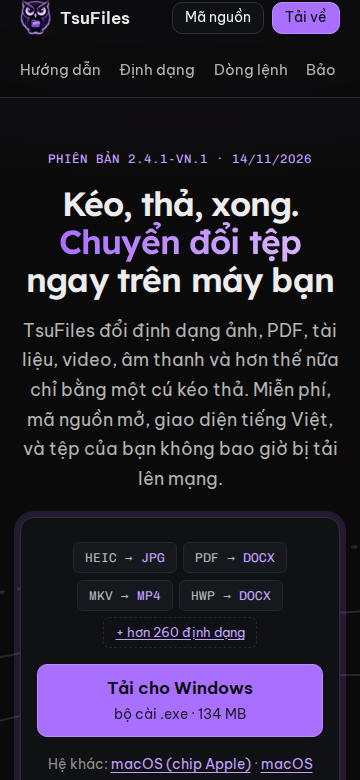 TsuFiles
Mã nguồn
Tải về
Hướng dẫn Định dạng Dòng lệnh Bảo
PHIÊN BẢN 2.4.1-VN.1 · 14/11/2026
Kéo, thả, xong.
Chuyển đổi tệp
ngay trên máy bạn
TsuFiles đổi định dạng ảnh, PDF, tài
liệu, video, âm thanh và hơn thế nữa
chỉ bằng một cú kéo thả. Miễn phí,
mã nguồn mở, giao diện tiếng Việt,
và tệp của bạn không bao giờ bị tải
lên mạng.
HEIC → JPG
PDF → DOCX
MKV → MP4
HWP → DOCX
+ hơn 260 định dạng
Tải cho Windows
bộ cài .exe · 134 MB
Hệ khác: macOS (chip Apple) · macOS